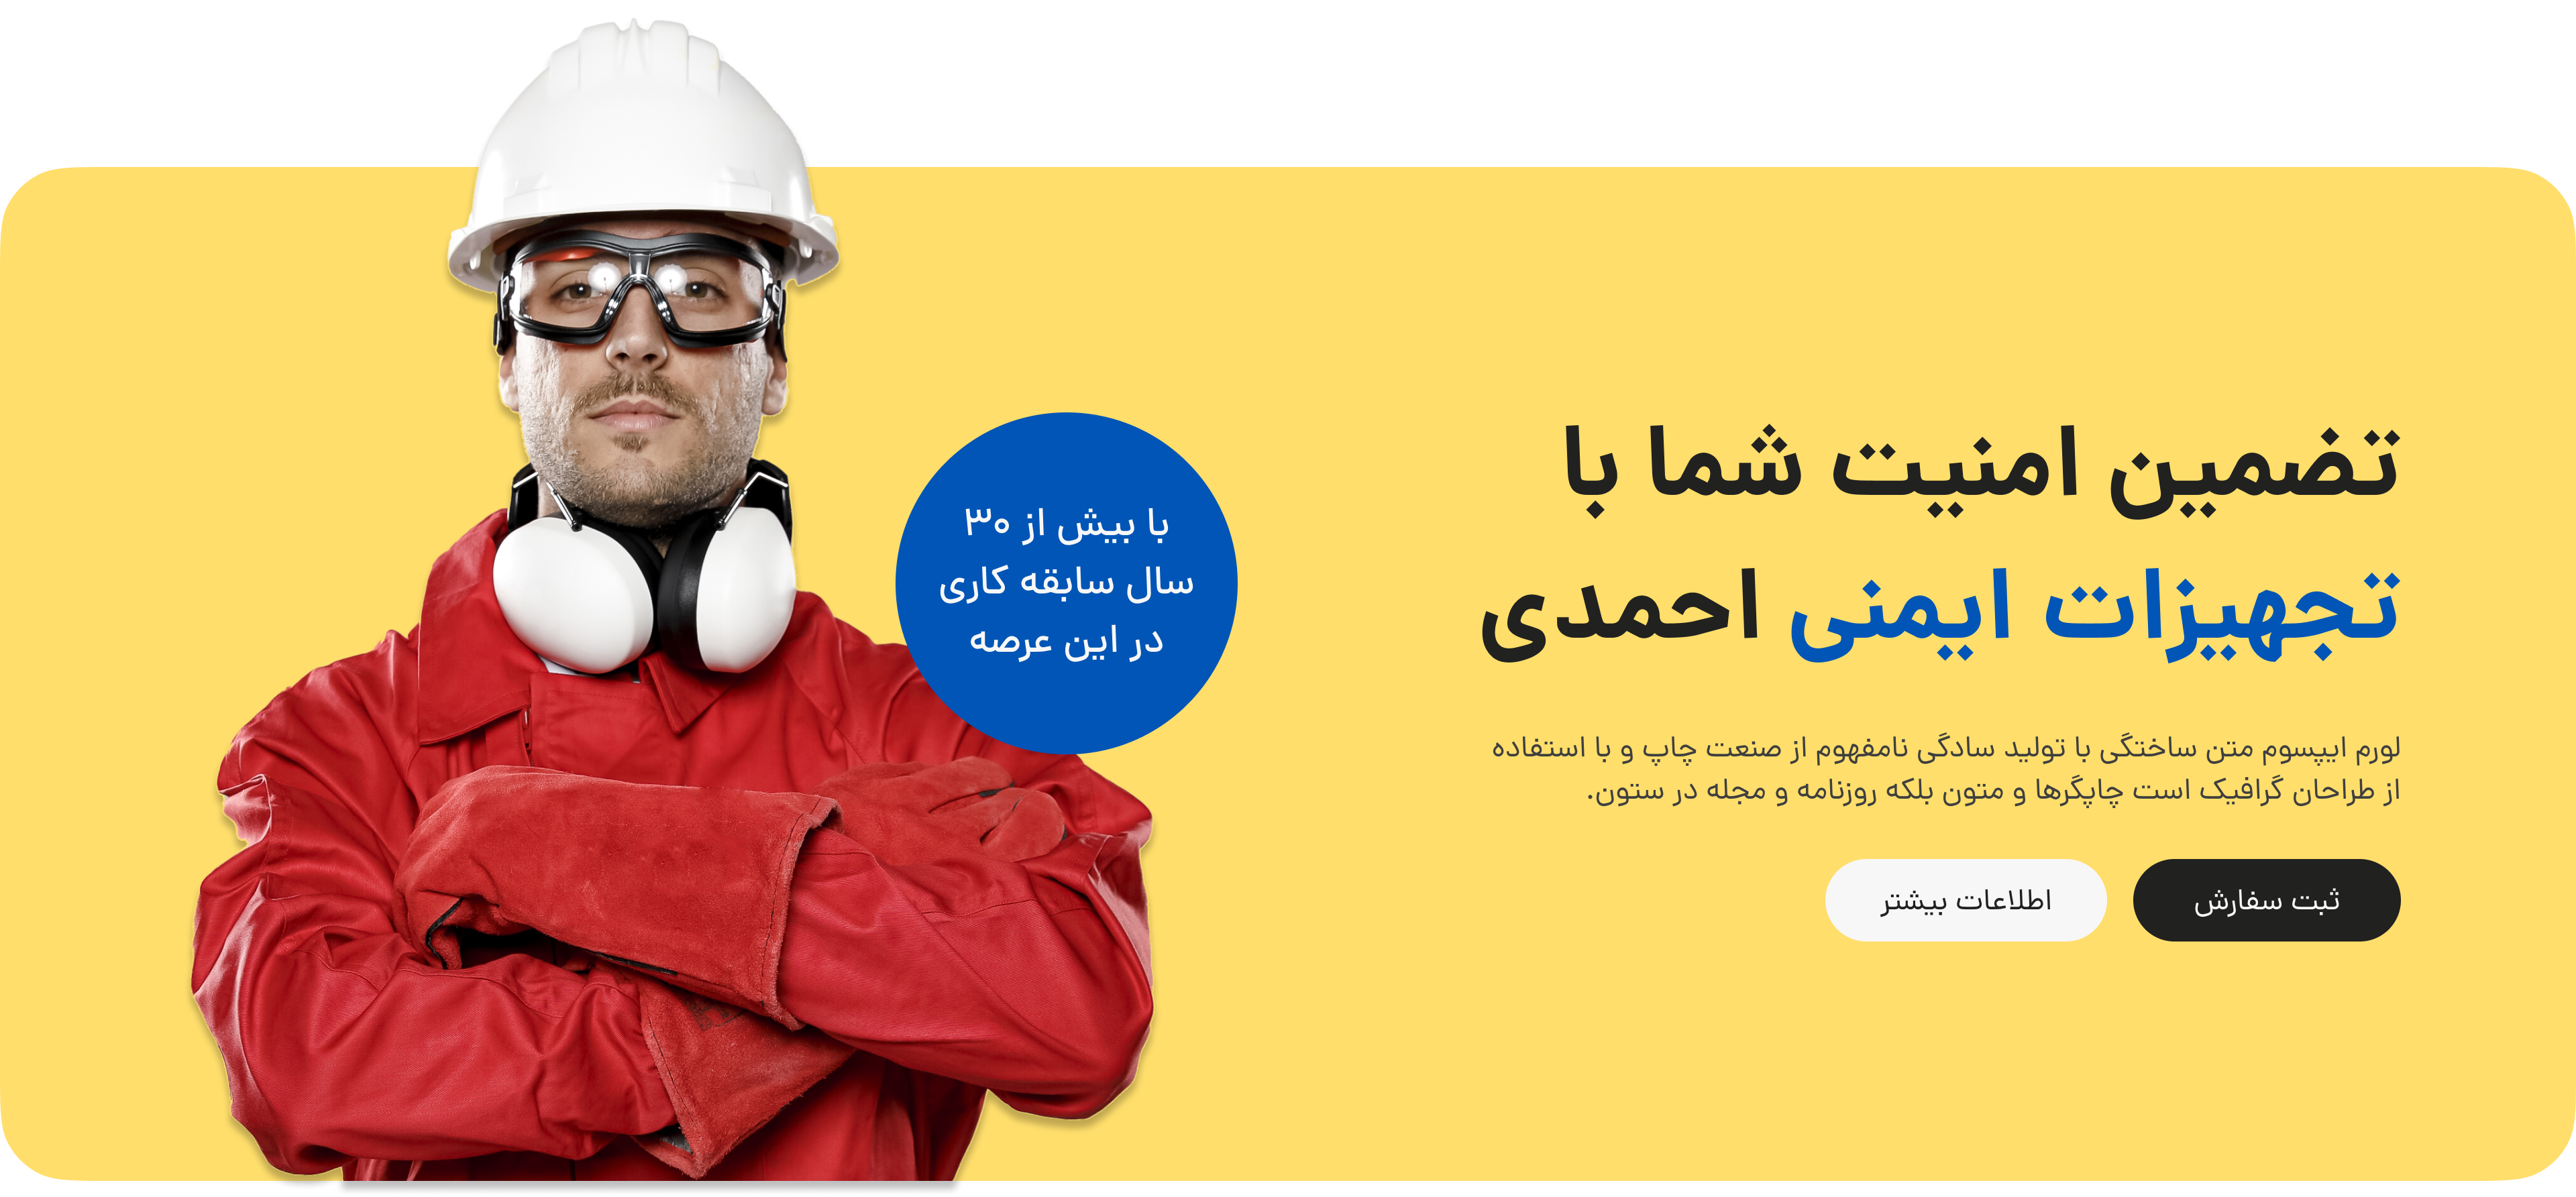 تضمین امنیت شما با
تجهیزات ایمنی احمدی
لورم ایپسوم متن ساختگی با تولید سادگی نامفهوم از صنعت چاپ و با استفاده
از طراحان گرافیک است چاپگرها و متون بلکه روزنامه و مجله در ستون.
ثبت سفارش
اطلاعات بیشتر
با بیش از ۳۰
سال سابقه کاری
در این عرصه